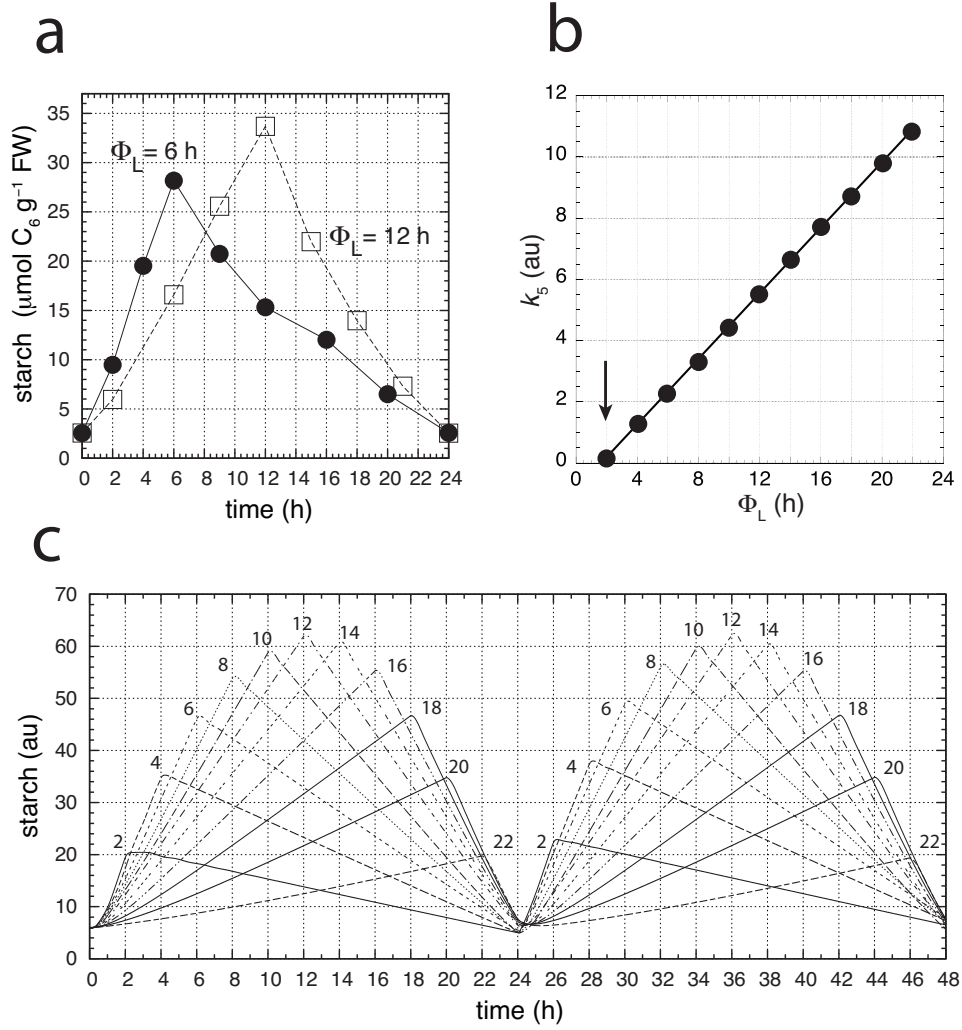 a
35
30
25
20
15
10
5
0
starch (μmol C₆ g⁻¹ FW)
Φ_L = 6 h
Φ_L = 12 h
0 2 4 6 8 10 12 14 16 18 20 22 24
time (h)
b
12
10
8
6
4
2
0
k₅ (au)
0 4 8 12 16 20 24
Φ_L (h)
c
70
60
50
40
30
20
10
0
starch (au)
2 4 6 8 10 12 14 16 18 20 22
2 4 6 8 10 12 14 16 18 20 22
0 2 4 6 8 10 12 14 16 18 20 22 24 26 28 30 32 34 36 38 40 42 44 46 48
time (h)